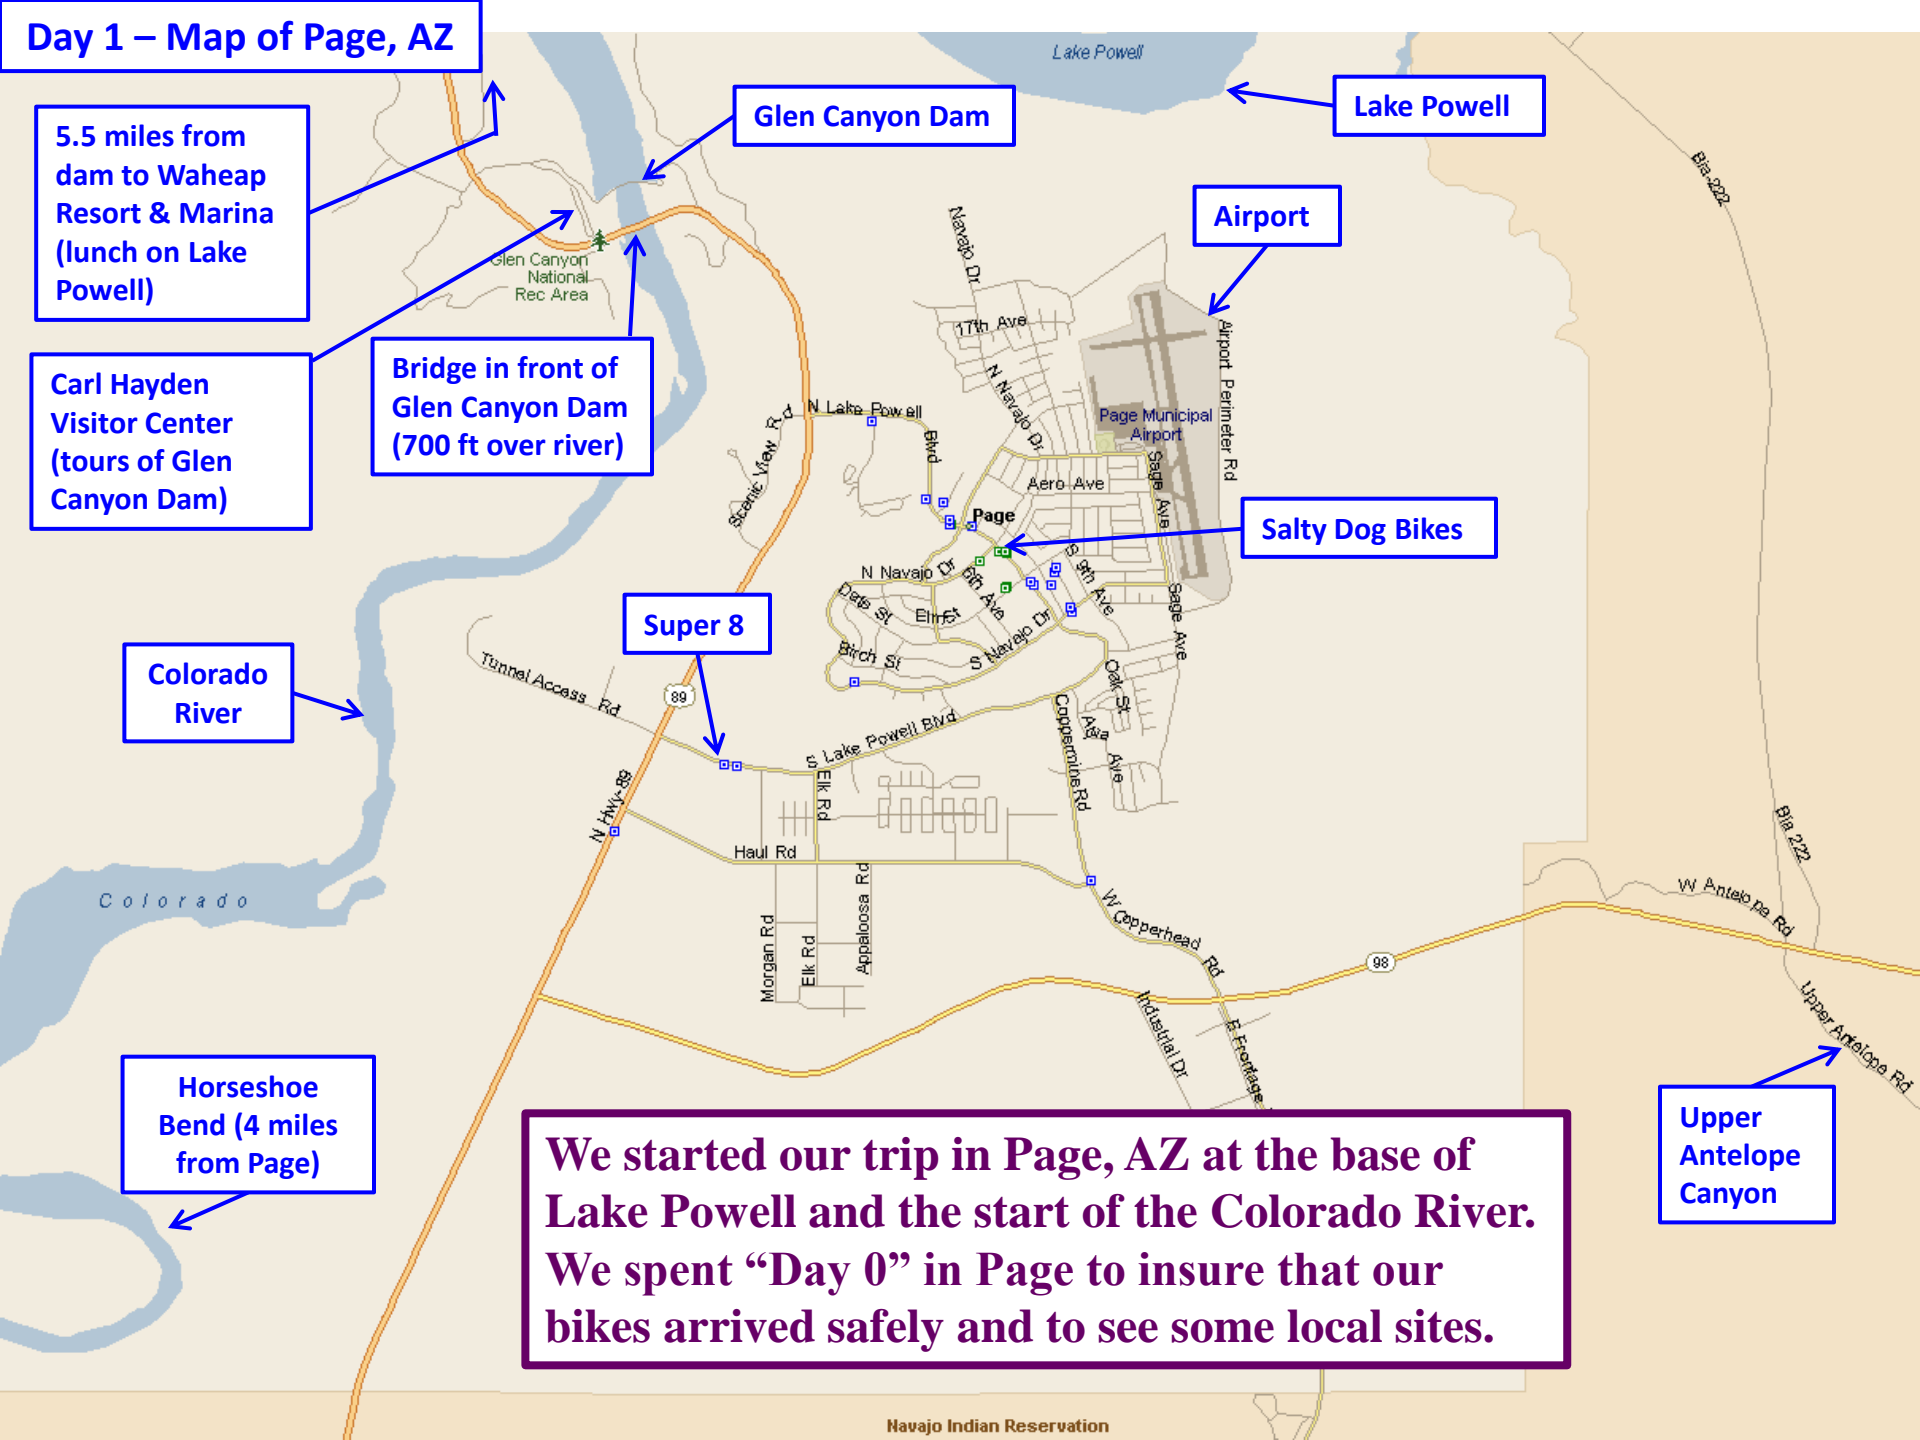 Day 1 – Map of Page, AZ
Lake Powell
5.5 miles from
dam to Waheap
Resort & Marina
(lunch on Lake
Powell)
Glen Canyon Dam
Lake Powell
Bia-222
Airport
Navajo Dr
Glen Canyon
National
Rec Area
17th Ave
Airport Perimeter Rd
Carl Hayden
Visitor Center
(tours of Glen
Canyon Dam)
Bridge in front of
Glen Canyon Dam
(700 ft over river)
N Navajo Dr
N Lake Powell
Blvd
Page Municipal
Airport
Scenic View Rd
Sage Ave
Aero Ave
Page
Salty Dog Bikes
N Navajo Dr
6th Ave
S 9th Ave
Date St
Elm St
Sage Ave
Super 8
S Navajo Dr
Birch St
Tunnel Access Rd
Oak St
Colorado
River
89
Coppermine Rd
S Lake Powell Blvd
Ave
N Hwy-89
S Elk Rd
Bia 222
Haul Rd
Colorado
W Antelope Rd
Morgan Rd
Elk Rd
Appaloosa Rd
W Copperhead Rd
98
Industrial Dr
E Frontage
Upper Antelope Rd
Horseshoe
Bend (4 miles
from Page)
Upper
Antelope
Canyon
We started our trip in Page, AZ at the base of
Lake Powell and the start of the Colorado River.
We spent “Day 0” in Page to insure that our
bikes arrived safely and to see some local sites.
Navajo Indian Reservation